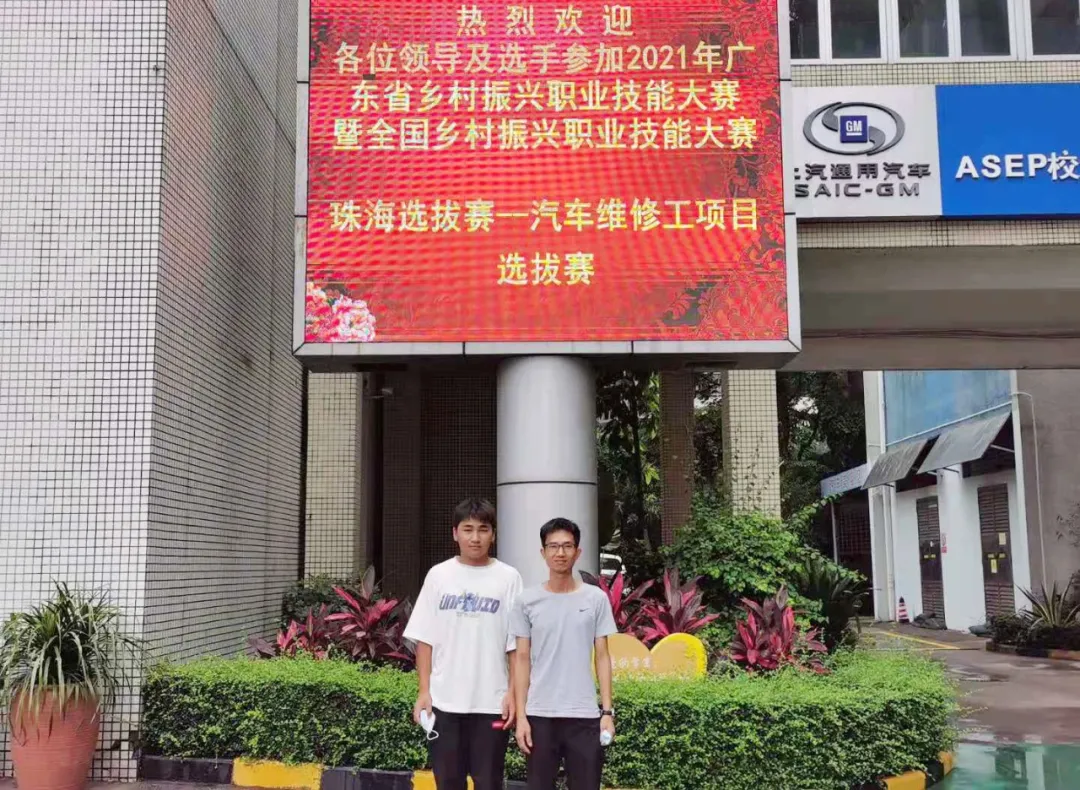 热烈欢迎
各位领导及选手参加2021年广
东省乡村振兴职业技能大赛
暨全国乡村振兴职业技能大赛
珠海选拔赛--汽车维修工项目
选拔赛
GM
上汽通用汽车
SAIC-GM
ASEP校